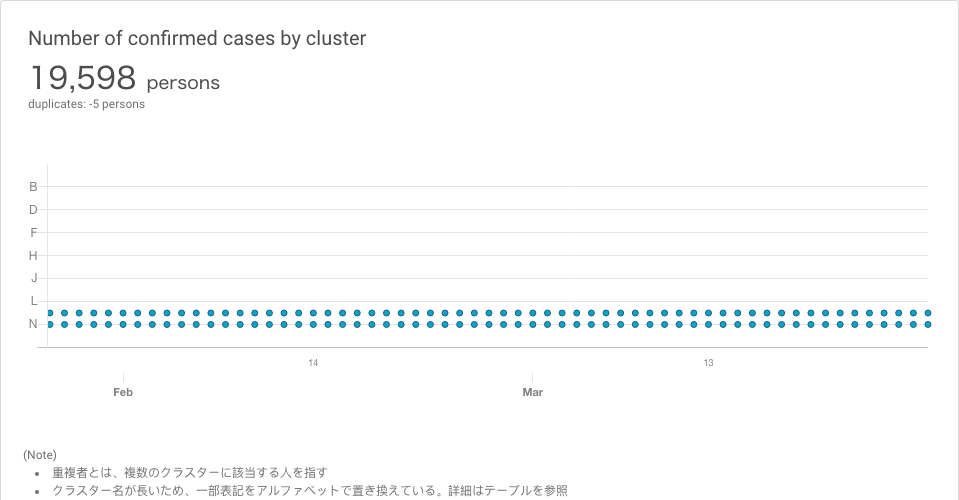 Number of confirmed cases by cluster
19,598 persons
duplicates: -5 persons
B
D
F
H
J
L
N
14
13
Feb
Mar
(Note)
• 重複者とは、複数のクラスターに該当する人を指す
• クラスター名が長いため、一部表記をアルファベットで置き換えている。詳細はテーブルを参照